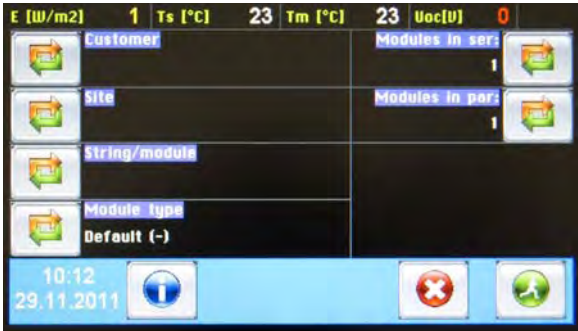 E [W/m2] 1 Ts [°C] 23 Tm [°C] 23 Uoc[V] 0
Customer
Modules in ser:
1
Site
Modules in par:
1
String/module
Module type
Default (-)
10:12
29.11.2011